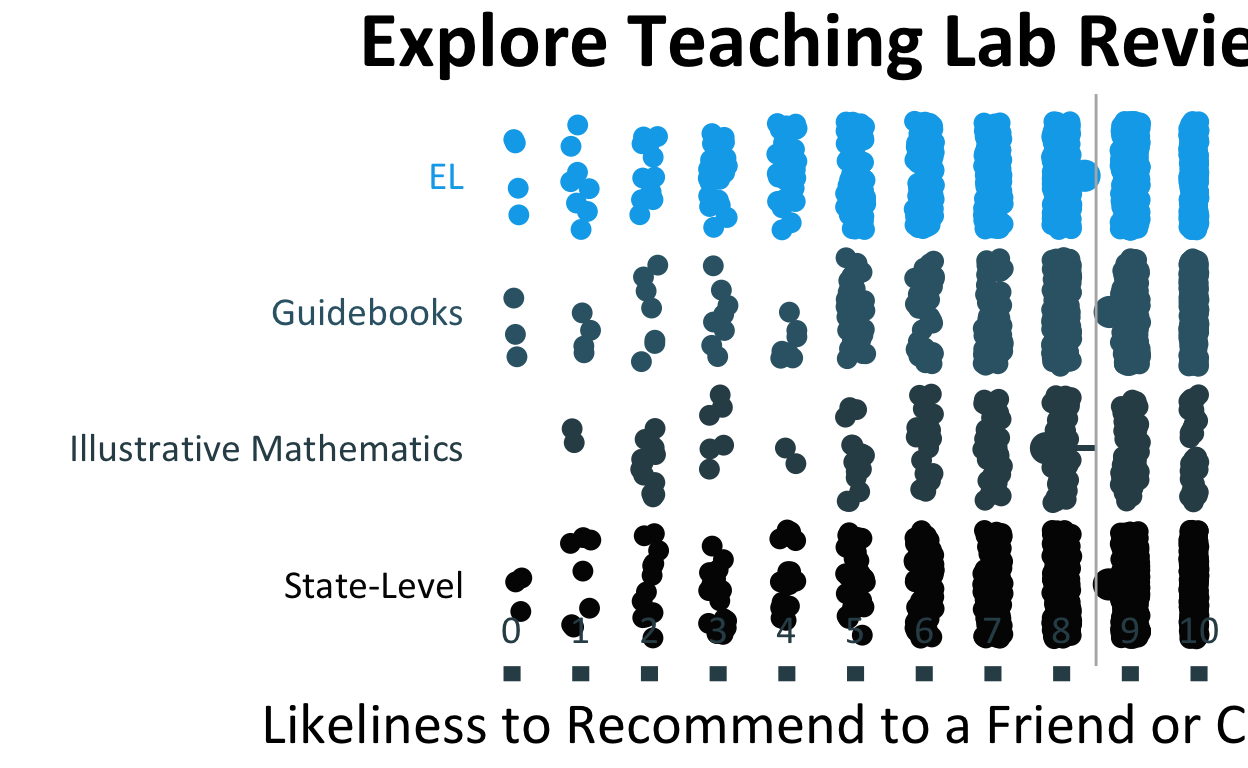 Explore Teaching Lab Revie
EL
Guidebooks
Illustrative Mathematics
State-Level
0 1 2 3 4 5 6 7 8 9 10
Likeliness to Recommend to a Friend or C